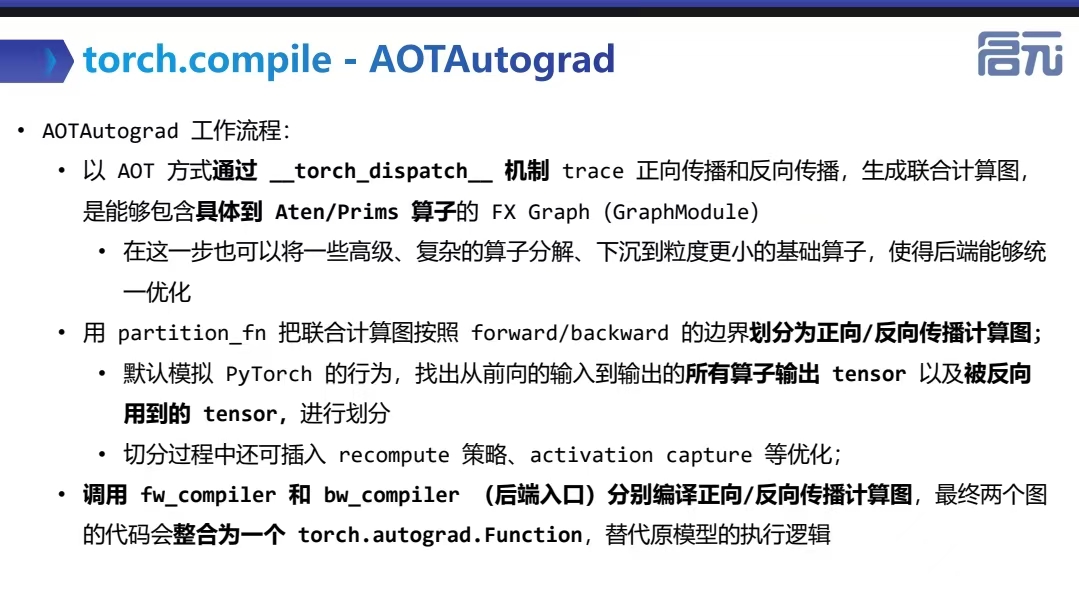 torch.compile - AOTAutograd
启元
• AOTAutograd 工作流程：
• 以 AOT 方式通过 __torch_dispatch__ 机制 trace 正向传播和反向传播，生成联合计算图，
是能够包含具体到 Aten/Prims 算子的 FX Graph（GraphModule）
• 在这一步也可以将一些高级、复杂的算子分解、下沉到粒度更小的基础算子，使得后端能够统
一优化
• 用 partition_fn 把联合计算图按照 forward/backward 的边界划分为正向/反向传播计算图；
• 默认模拟 PyTorch 的行为，找出从前向的输入到输出的所有算子输出 tensor 以及被反向
用到的 tensor，进行划分
• 切分过程中还可插入 recompute 策略、activation capture 等优化；
• 调用 fw_compiler 和 bw_compiler （后端入口）分别编译正向/反向传播计算图，最终两个图
的代码会整合为一个 torch.autograd.Function，替代原模型的执行逻辑